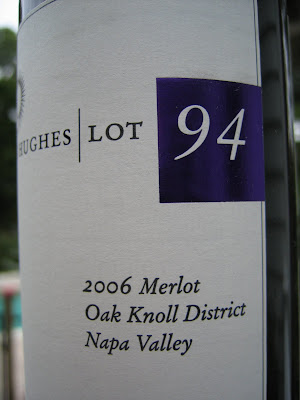 HUGHES | LOT 94
2006 Merlot
Oak Knoll District
Napa Valley